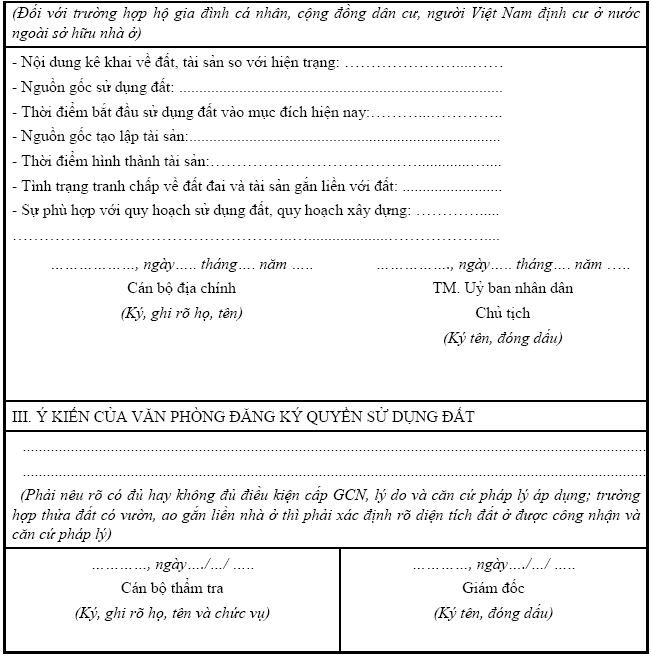 (Đối với trường hợp hộ gia đình cá nhân, cộng đồng dân cư, người Việt Nam định cư ở nước
ngoài sở hữu nhà ở)
- Nội dung kê khai về đất, tài sản so với hiện trạng: …………………....……
- Nguồn gốc sử dụng đất: .................................................................................
- Thời điểm bắt đầu sử dụng đất vào mục đích hiện nay:………...…………..
- Nguồn gốc tạo lập tài sản:..............................................................................
- Thời điểm hình thành tài sản:……………………………...............…....
- Tình trạng tranh chấp về đất đai và tài sản gắn liền với đất: .........................
- Sự phù hợp với quy hoạch sử dụng đất, quy hoạch xây dựng: ………….....
………………………………………………......................………………....
………………, ngày..... tháng.... năm .....
……………., ngày..... tháng.... năm …..
Cán bộ địa chính
TM. Uỷ ban nhân dân
(Ký, ghi rõ họ, tên)
Chủ tịch
(Ký tên, đóng dấu)
III. Ý KIẾN CỦA VĂN PHÒNG ĐĂNG KÝ QUYỀN SỬ DỤNG ĐẤT
..............................................................................................................................
..............................................................................................................................
(Phải nêu rõ có đủ hay không đủ điều kiện cấp GCN, lý do và căn cứ pháp lý áp dụng; trường
hợp thửa đất có vườn, ao gắn liền nhà ở thì phải xác định rõ diện tích đất ở được công nhận và
căn cứ pháp lý)
…………, ngày…./…/ …..
Cán bộ thẩm tra
(Ký, ghi rõ họ, tên và chức vụ)
…………, ngày…./…/ …..
Giám đốc
(Ký tên, đóng dấu)